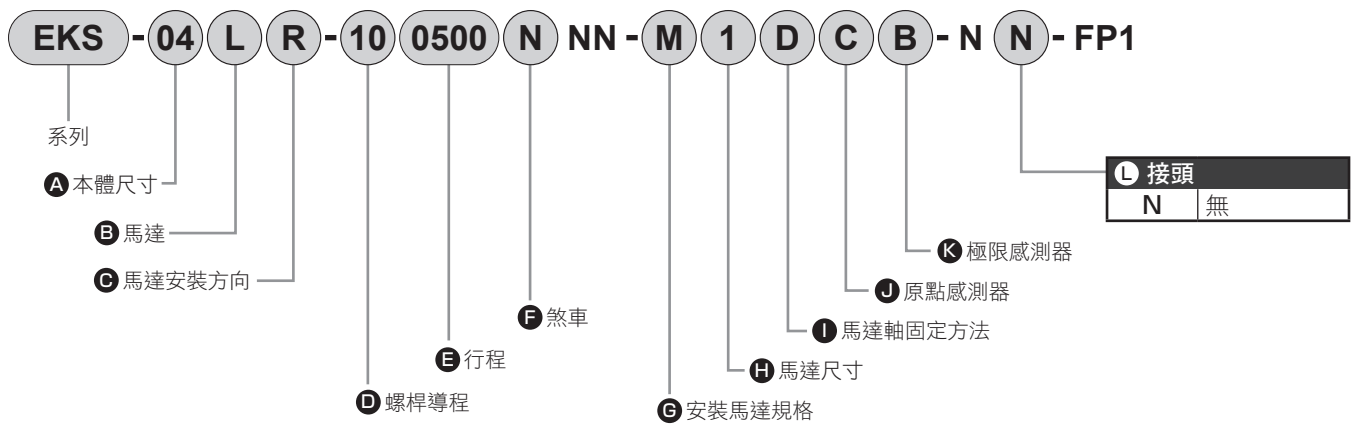 EKS - 04 L R - 10 0500 N NN - M 1 D C B - N N - FP1
系列
A 本體尺寸
B 馬達
C 馬達安裝方向
D 螺桿導程
E 行程
F 煞車
G 安裝馬達規格
H 馬達尺寸
I 馬達軸固定方法
J 原點感測器
K 極限感測器
L 接頭
N 無